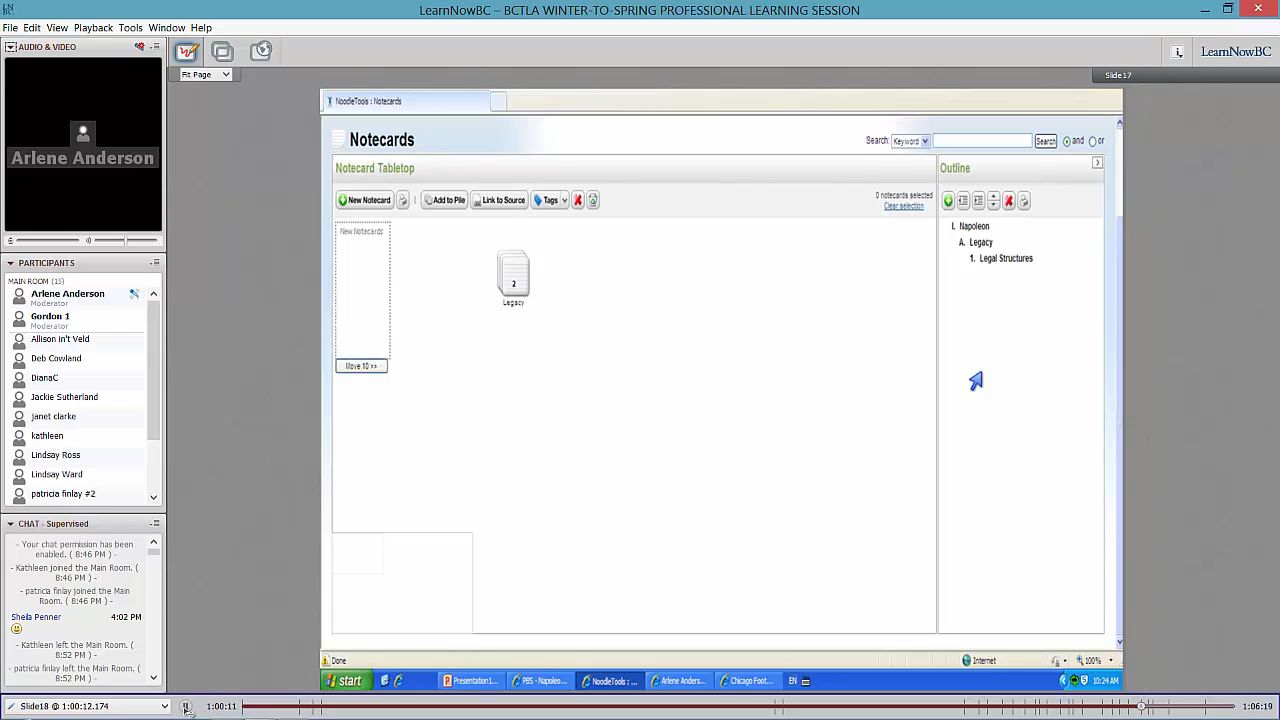 LearnNowBC – BCTLA WINTER-TO-SPRING PROFESSIONAL LEARNING SESSION
File Edit View Playback Tools Window Help
AUDIO & VIDEO
LearnNowBC
Fit Page
Slide17
Arlene Anderson
PARTICIPANTS
MAIN ROOM (15)
Arlene Anderson
Moderator
Gordon 1
Moderator
Allison in't Veld
Deb Cowland
DianaC
Jackie Sutherland
janet clarke
kathleen
Lindsay Ross
Lindsay Ward
patricia finlay #2
CHAT - Supervised
- Your chat permission has been
enabled. ( 8:46 PM ) -
- Kathleen joined the Main Room. (
8:46 PM ) -
- patricia finlay joined the Main
Room. ( 8:46 PM ) -
Sheila Penner 4:02 PM
- Kathleen left the Main Room. (
8:52 PM ) -
- patricia finlay left the Main Room. (
8:52 PM ) -
NoodleTools : Notecards
Notecards
Search: Keyword Search and or
Notecard Tabletop
Outline
New Notecard Add to Pile Link to Source Tags
0 notecards selected
Clear selection
New Notecards
2
Legacy
Move 10 >>
I. Napoleon
A. Legacy
1. Legal Structures
Done Internet 100%
start Presentation1... PBS - Napoleo... NoodleTools : ... Arlene Anders... Chicago Foot... EN 10:24 AM
Slide18 @ 1:00:12.174 1:00:11 1:06:19